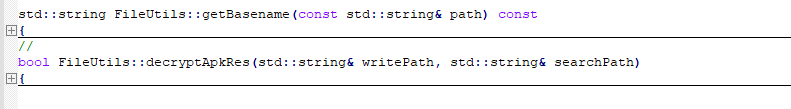 std::string FileUtils::getBasename(const std::string& path) const
{
//
bool FileUtils::decryptApkRes(std::string& writePath, std::string& searchPath)
{